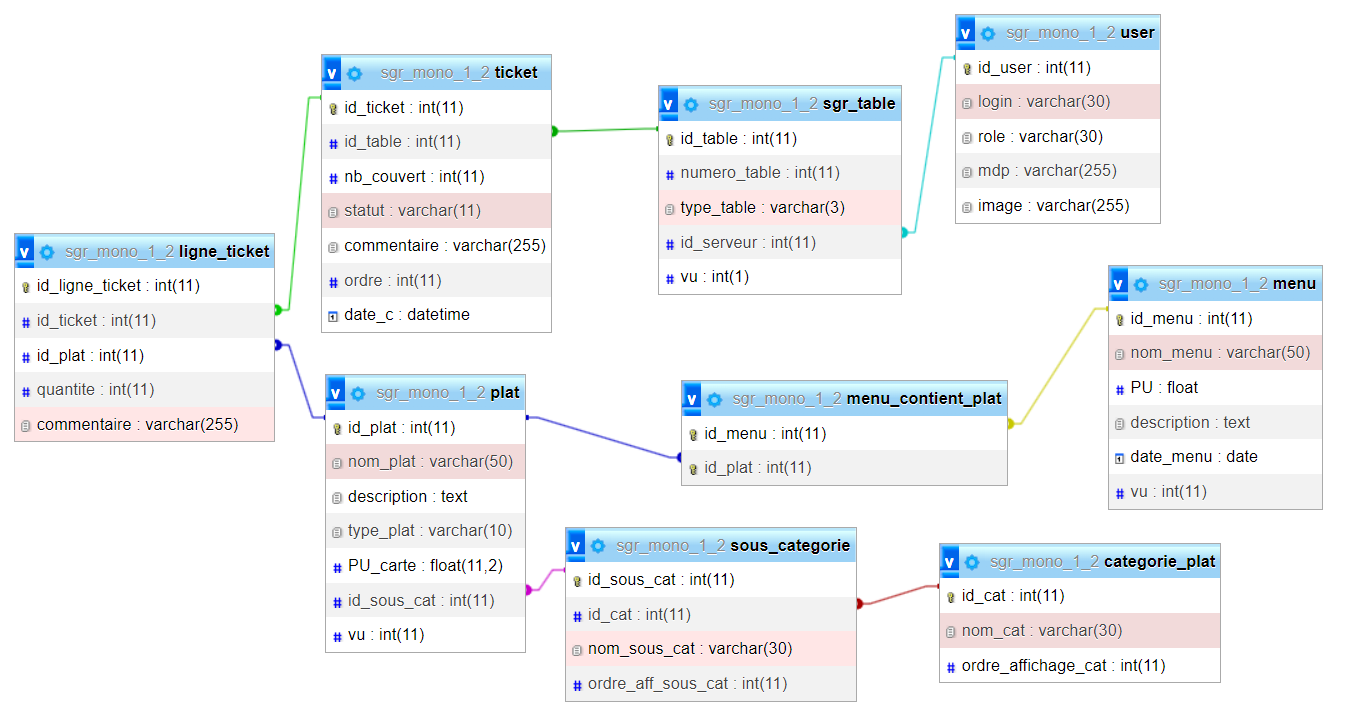 v sgr_mono_1_2 user
id_user : int(11)
login : varchar(30)
role : varchar(30)
mdp : varchar(255)
image : varchar(255)
v sgr_mono_1_2 ticket
id_ticket : int(11)
# id_table : int(11)
# nb_couvert : int(11)
statut : varchar(11)
commentaire : varchar(255)
# ordre : int(11)
date_c : datetime
v sgr_mono_1_2 sgr_table
id_table : int(11)
# numero_table : int(11)
type_table : varchar(3)
# id_serveur : int(11)
# vu : int(1)
v sgr_mono_1_2 ligne_ticket
id_ligne_ticket : int(11)
# id_ticket : int(11)
# id_plat : int(11)
# quantite : int(11)
commentaire : varchar(255)
v sgr_mono_1_2 menu
id_menu : int(11)
nom_menu : varchar(50)
# PU : float
description : text
date_menu : date
# vu : int(11)
v sgr_mono_1_2 plat
id_plat : int(11)
nom_plat : varchar(50)
description : text
type_plat : varchar(10)
# PU_carte : float(11,2)
# id_sous_cat : int(11)
# vu : int(11)
v sgr_mono_1_2 menu_contient_plat
id_menu : int(11)
id_plat : int(11)
v sgr_mono_1_2 sous_categorie
id_sous_cat : int(11)
# id_cat : int(11)
nom_sous_cat : varchar(30)
# ordre_aff_sous_cat : int(11)
v sgr_mono_1_2 categorie_plat
id_cat : int(11)
nom_cat : varchar(30)
# ordre_affichage_cat : int(11)